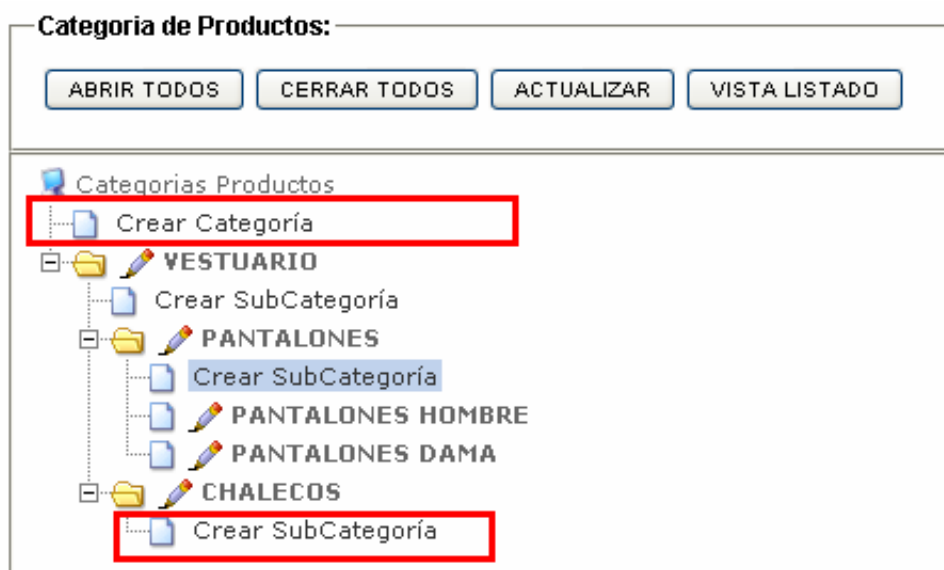 Categoria de Productos:
ABRIR TODOS CERRAR TODOS ACTUALIZAR VISTA LISTADO
Categorias Productos
Crear Categoría
VESTUARIO
Crear SubCategoría
PANTALONES
Crear SubCategoría
PANTALONES HOMBRE
PANTALONES DAMA
CHALECOS
Crear SubCategoría